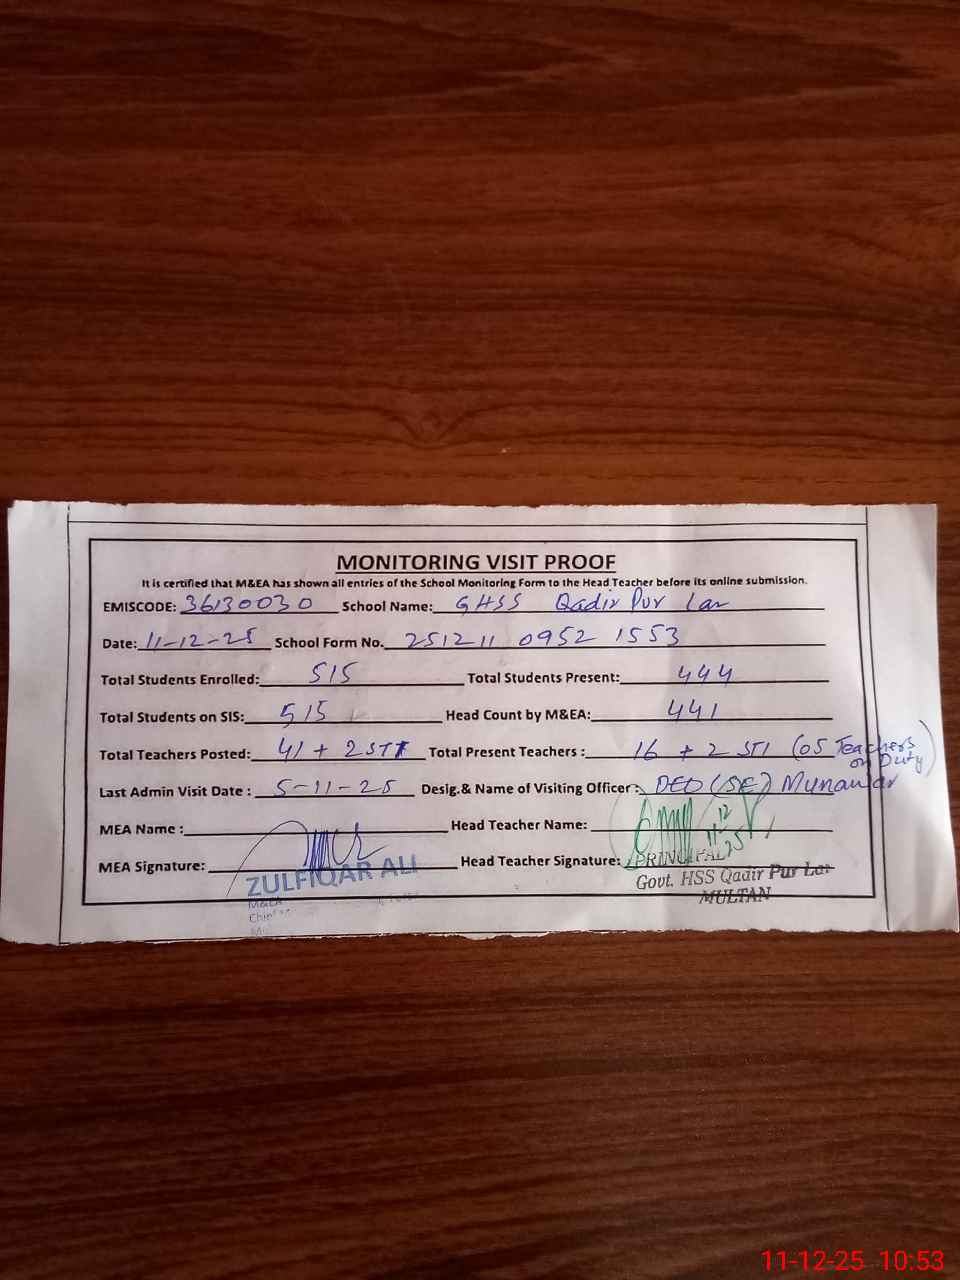 MONITORING VISIT PROOF
It is certified that M&EA has shown all entries of the School Monitoring Form to the Head Teacher before its online submission.
EMISCODE: 36130030 School Name: GHSS Qadir Pur Lar
Date: 11-12-25 School Form No. 251211 0952 1553
Total Students Enrolled: 515 Total Students Present: 444
Total Students on SIS: 515 Head Count by M&EA: 441
Total Teachers Posted: 41 + 2 STI Total Present Teachers : 16 + 2 STI (05 Teachers on Duty)
Last Admin Visit Date : 5-11-25 Desig.& Name of Visiting Officer: DEO (SE) Munawar
MEA Name : Head Teacher Name: 11-12-25
MEA Signature: Head Teacher Signature: PRINCIPAL
ZULFIQAR ALI Govt. HSS Qadir Pur Lar
M&EA MULTAN
11-12-25 10:53